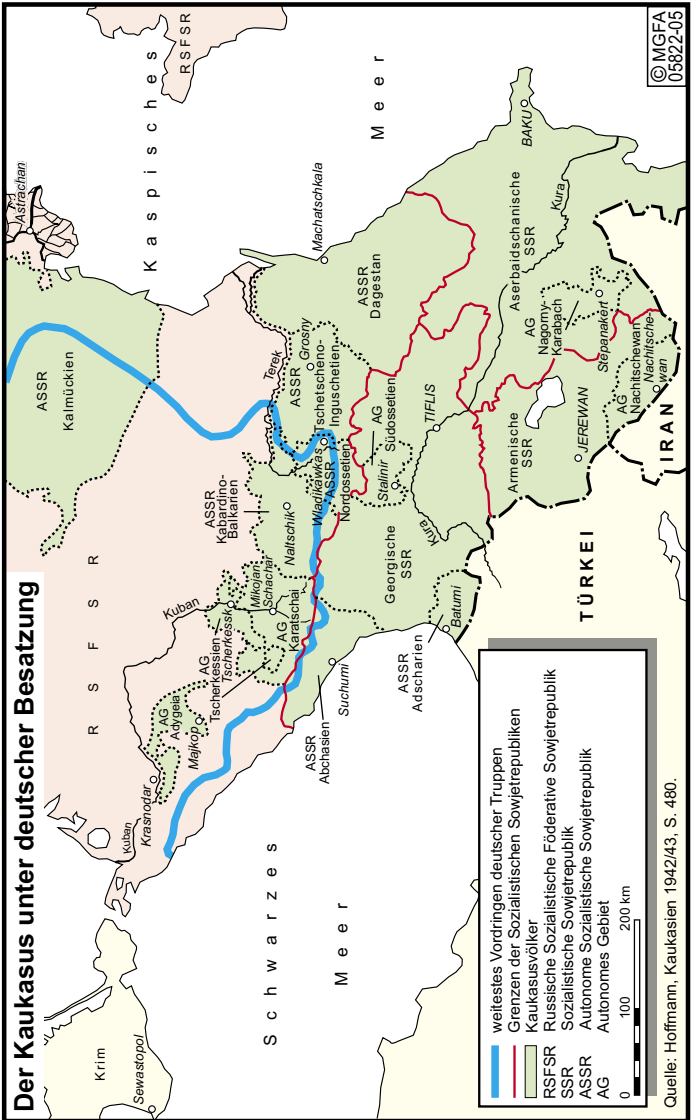 Der Kaukasus unter deutscher Besatzung
Krim
Sewastopol
Schwarzes
Meer
Kaspisches
Meer
R S F S R
RSFSR
Astrachan
ASSR
Kalmückien
Kuban
Krasnodar
Kuban
AG
Adygeia
Majkop
AG
Tscherkessien
Tscherkessk
Mikojan
Schachar
AG
Karatschai
ASSR
Kabardino-
Balkarien
Naltschik
Wladikawkas
ASSR
Nordossetien
Terek
ASSR
Grosny
Tschetscheno-
Inguschetien
Machatschkala
ASSR
Dagestan
ASSR
Abchasien
Suchumi
Georgische
SSR
AG
Südossetien
Stalinir
TIFLIS
Kura
ASSR
Adscharien
Batumi
Aserbaidschanische
SSR
Kura
BAKU
AG
Nagorny-
Karabach
Stepanakert
Armenische
SSR
JEREWAN
AG
Nachitschewan
Nachitsche-
wan
TÜRKEI
IRAN
weitestes Vordringen deutscher Truppen
Grenzen der Sozialistischen Sowjetrepubliken
Kaukasusvölker
RSFSR Russische Sozialistische Föderative Sowjetrepublik
SSR Sozialistische Sowjetrepublik
ASSR Autonome Sozialistische Sowjetrepublik
AG Autonomes Gebiet
0 100 200 km
Quelle: Hoffmann, Kaukasien 1942/43, S. 480.
© MGFA
05822-05